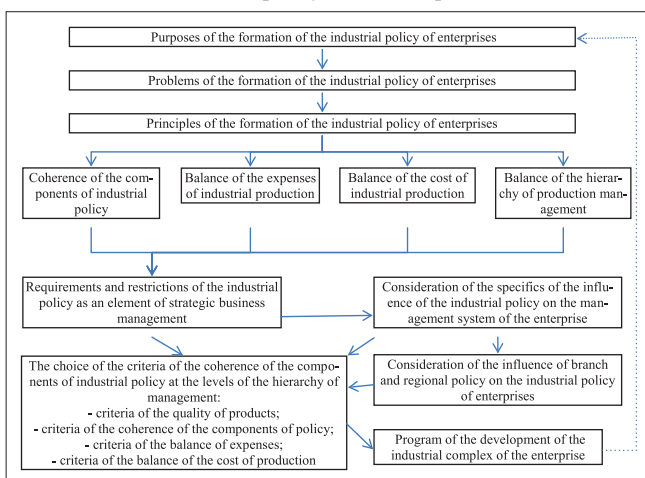 Purposes of the formation of the industrial policy of enterprises
Problems of the formation of the industrial policy of enterprises
Principles of the formation of the industrial policy of enterprises
Coherence of the com-
ponents of industrial
policy
Balance of the expenses
of industrial production
Balance of the cost of
industrial production
Balance of the hierar-
chy of production man-
agement
Requirements and restrictions of the industrial
policy as an element of strategic business
management
Consideration of the specifics of the influ-
ence of the industrial policy on the man-
agement system of the enterprise
The choice of the criteria of the coherence of the com-
ponents of industrial policy at the levels of the hierarchy of
management:
- criteria of the quality of products;
- criteria of the coherence of the components of policy;
- criteria of the balance of expenses;
- criteria of the balance of the cost of production
Consideration of the influence of branch
and regional policy on the industrial policy
of enterprises
Program of the development of the
industrial complex of the enterprise